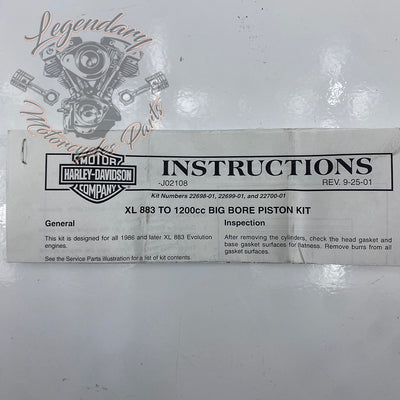 Legendary
Motorcycles Parts
MOTOR
HARLEY-DAVIDSON
COMPANY
INSTRUCTIONS
-J02108
REV. 9-25-01
Kit Numbers 22698-01, 22699-01, and 22700-01
XL 883 TO 1200cc BIG BORE PISTON KIT
General
This kit is designed for all 1986 and later XL 883 Evolution
engines.
See the Service Parts illustration for a list of kit contents.
Inspection
After removing the cylinders, check the head gasket and
base gasket surfaces for flatness. Remove burrs from all
gasket surfaces.